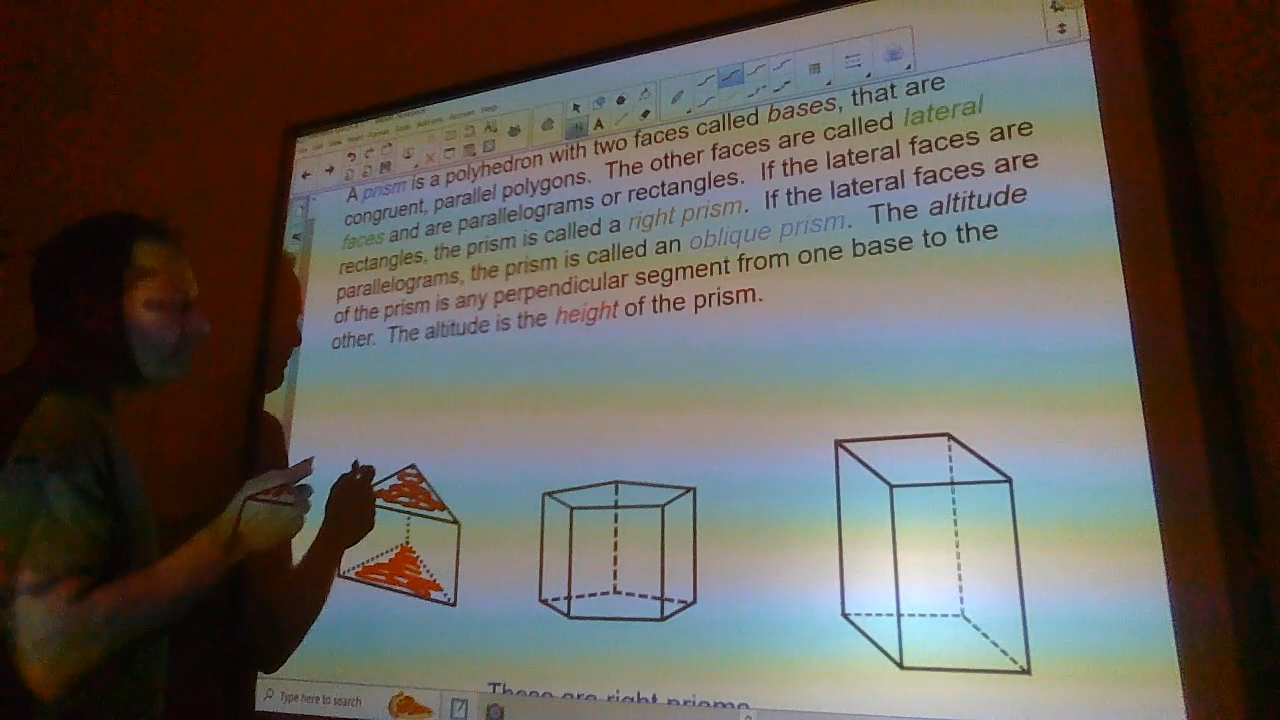 A prism is a polyhedron with two faces called bases, that are
congruent, parallel polygons. The other faces are called lateral
faces and are parallelograms or rectangles. If the lateral faces are
rectangles, the prism is called a right prism. If the lateral faces are
parallelograms, the prism is called an oblique prism. The altitude
of the prism is any perpendicular segment from one base to the
other. The altitude is the height of the prism.
These are right prisms
Type here to search